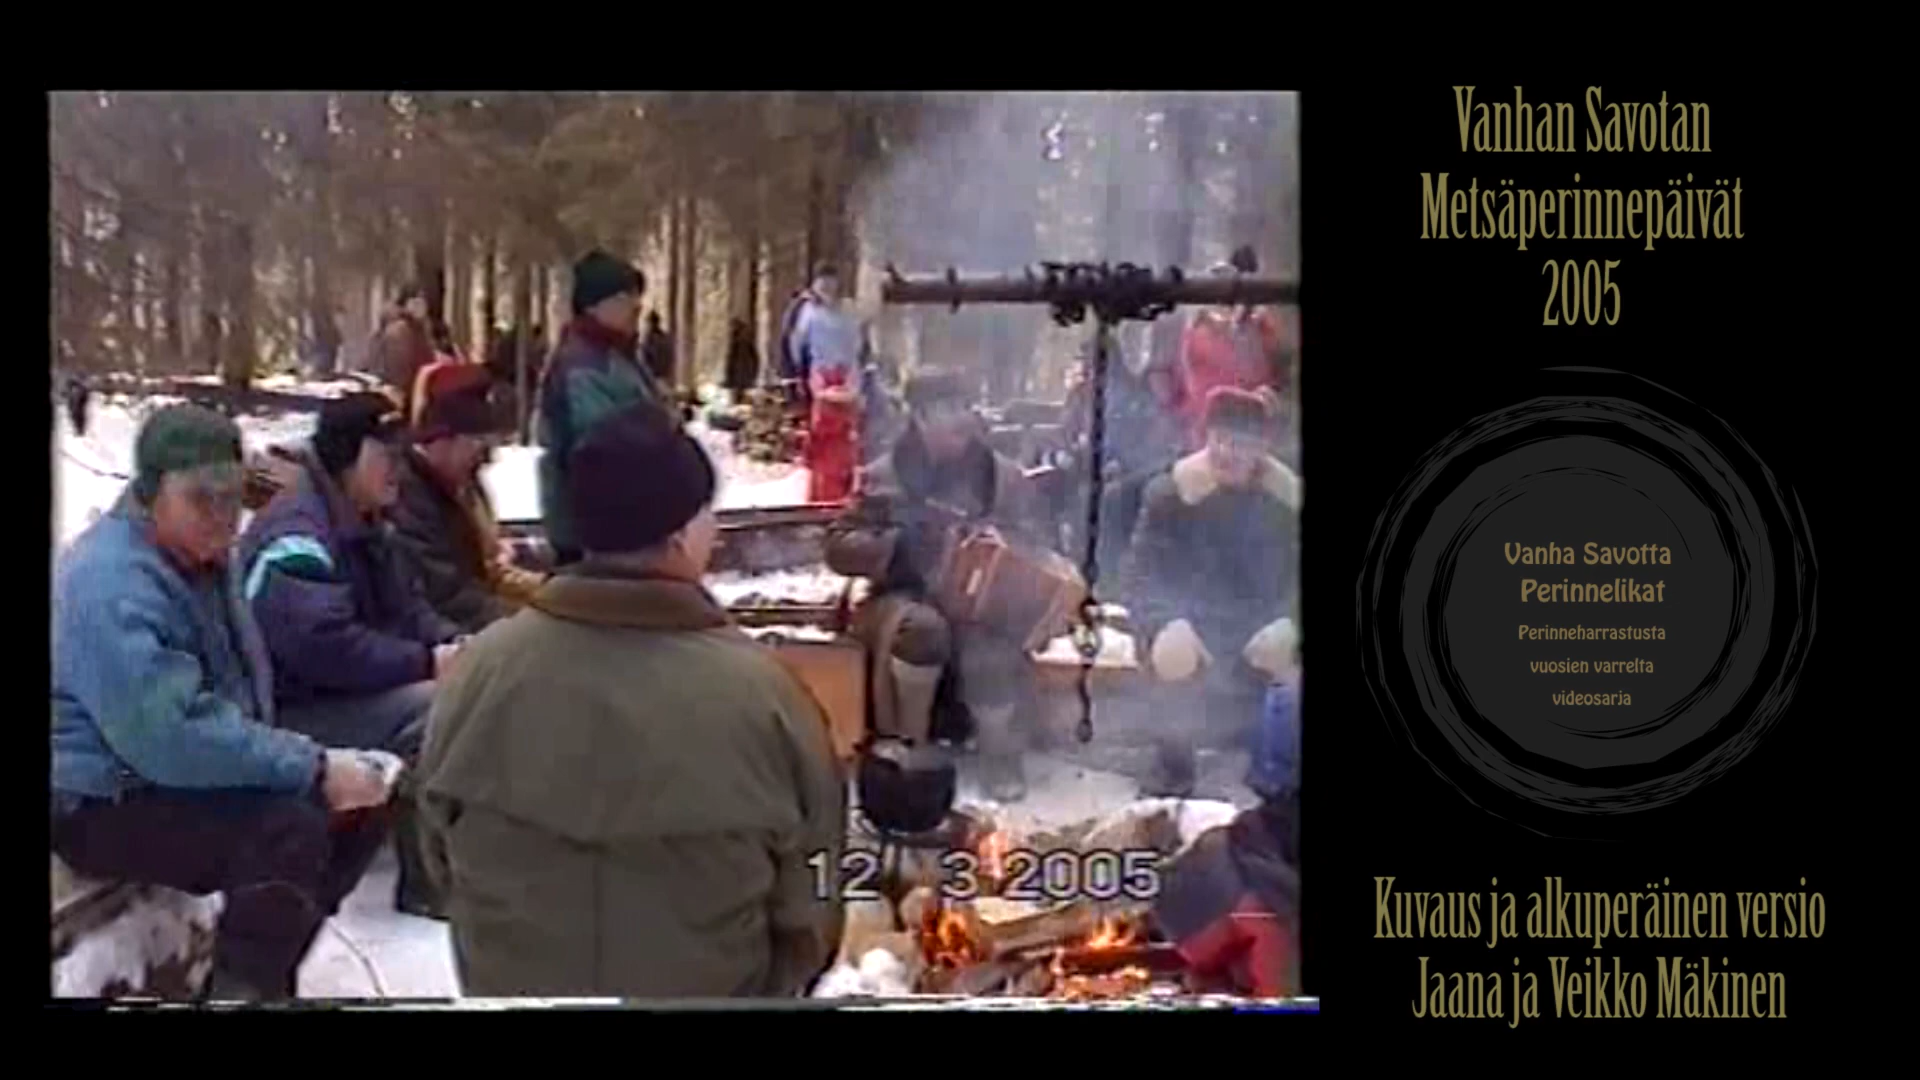 Vanhan Savotan
Metsäperinnepäivät
2005
Vanha Savotta
Perinnelikat
Perinneharrastusta
vuosien varrelta
videosarja
12 3 2005
Kuvaus ja alkuperäinen versio
Jaana ja Veikko Mäkinen